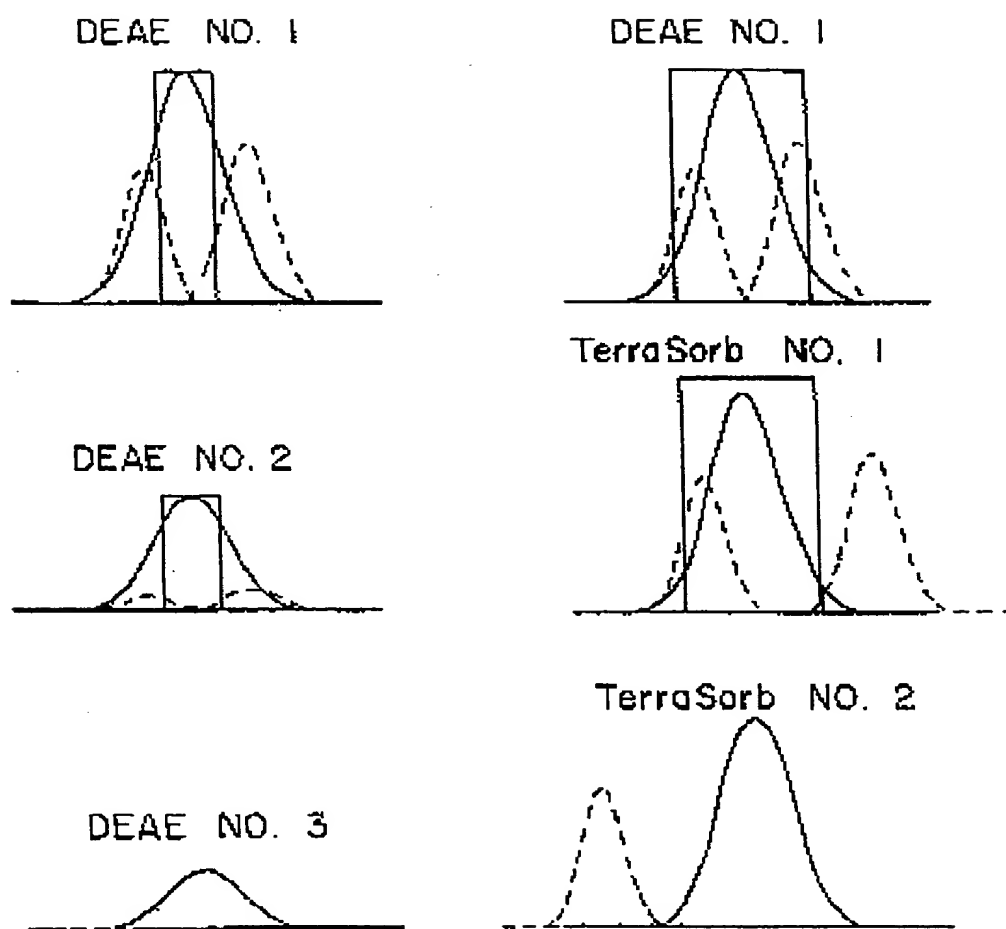 DEAE NO. 1
DEAE NO. 1
TerraSorb NO. 1
DEAE NO. 2
TerraSorb NO. 2
DEAE NO. 3